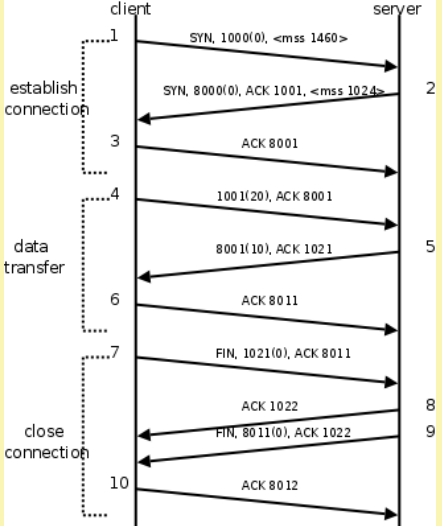 client server
1 SYN, 1000(0), <mss 1460>
establish
connection
SYN, 8000(0), ACK 1001, <mss 1024> 2
3 ACK 8001
4 1001(20), ACK 8001
data
transfer
8001(10), ACK 1021 5
6 ACK 8011
7 FIN, 1021(0), ACK 8011
close
connection
ACK 1022 8
FIN, 8011(0), ACK 1022 9
10 ACK 8012